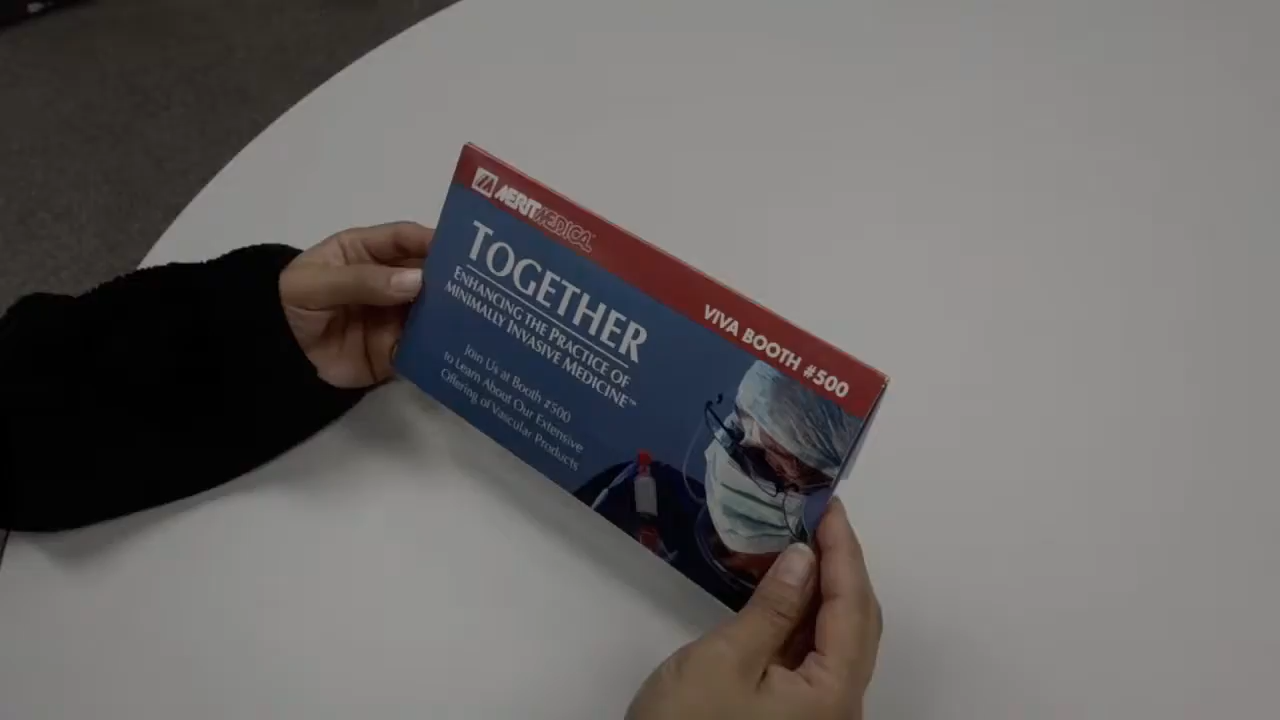 MERITMEDICAL
VIVA BOOTH #500
TOGETHER
ENHANCING THE PRACTICE OF
MINIMALLY INVASIVE MEDICINE™
Join Us at Booth #500
to Learn About Our Extensive
Offering of Vascular Products